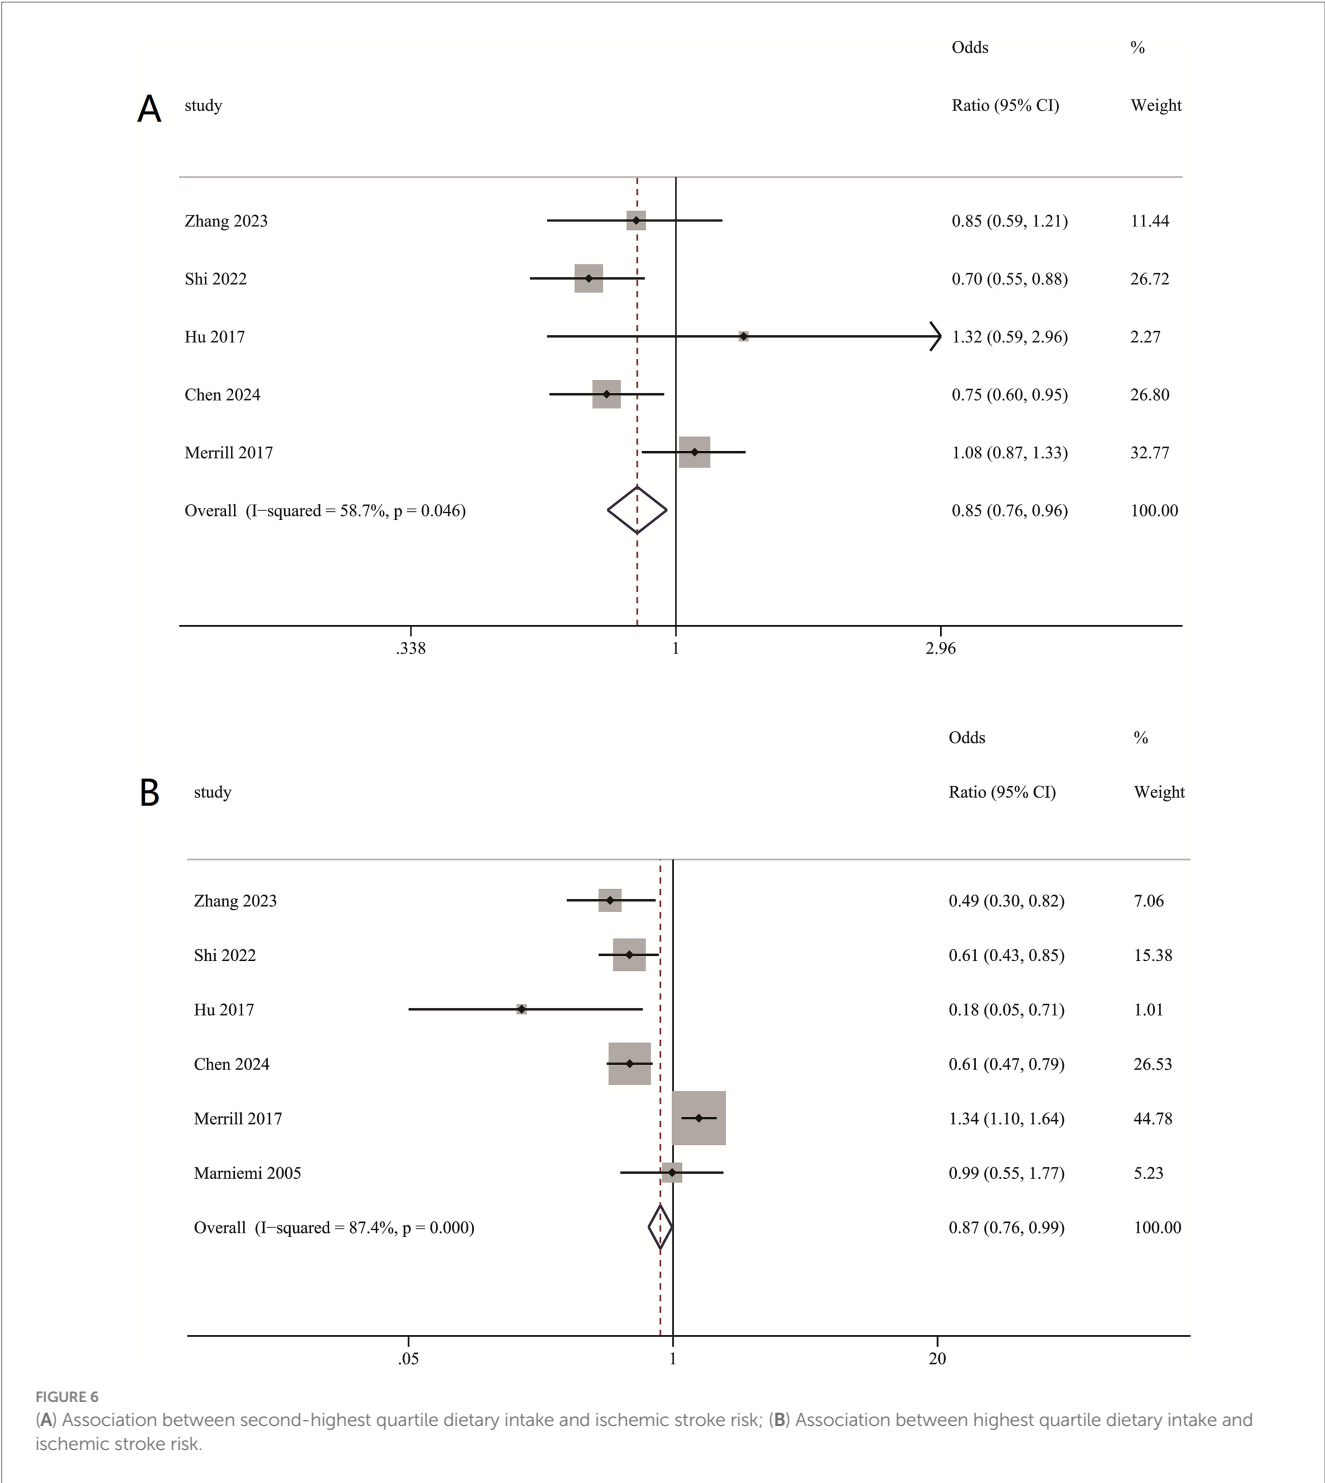 Odds %
A study Ratio (95% CI) Weight
Zhang 2023 0.85 (0.59, 1.21) 11.44
Shi 2022 0.70 (0.55, 0.88) 26.72
Hu 2017 1.32 (0.59, 2.96) 2.27
Chen 2024 0.75 (0.60, 0.95) 26.80
Merrill 2017 1.08 (0.87, 1.33) 32.77
Overall (I−squared = 58.7%, p = 0.046) 0.85 (0.76, 0.96) 100.00
.338 1 2.96
Odds %
B study Ratio (95% CI) Weight
Zhang 2023 0.49 (0.30, 0.82) 7.06
Shi 2022 0.61 (0.43, 0.85) 15.38
Hu 2017 0.18 (0.05, 0.71) 1.01
Chen 2024 0.61 (0.47, 0.79) 26.53
Merrill 2017 1.34 (1.10, 1.64) 44.78
Marniemi 2005 0.99 (0.55, 1.77) 5.23
Overall (I−squared = 87.4%, p = 0.000) 0.87 (0.76, 0.99) 100.00
.05 1 20
FIGURE 6
(A) Association between second-highest quartile dietary intake and ischemic stroke risk; (B) Association between highest quartile dietary intake and
ischemic stroke risk.